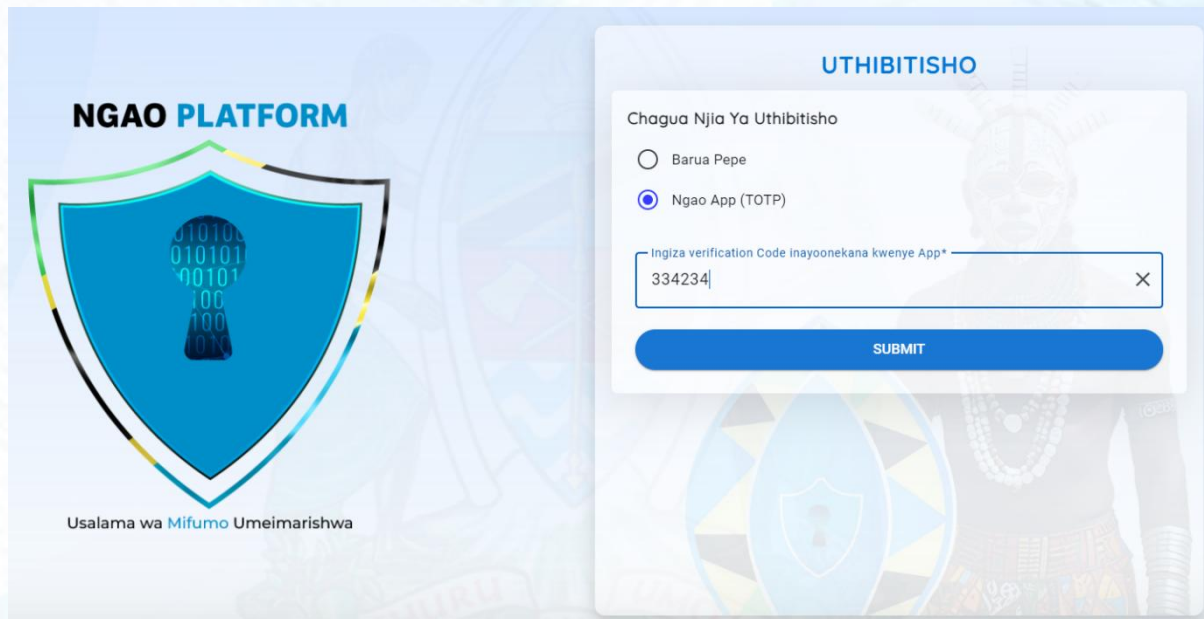 NGAO PLATFORM
Usalama wa Mifumo Umeimarishwa
UTHIBITISHO
Chagua Njia Ya Uthibitisho
Barua Pepe
Ngao App (TOTP)
Ingiza verification Code inayoonekana kwenye App*
334234
SUBMIT